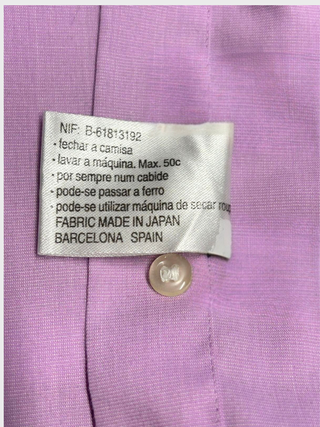 NIF: B-61813192
· fechar a camisa
· lavar a máquina. Max. 50c
· por sempre num cabide
· pode-se passar a ferro
· pode-se utilizar máquina de secar
FABRIC MADE IN JAPAN
BARCELONA SPAIN